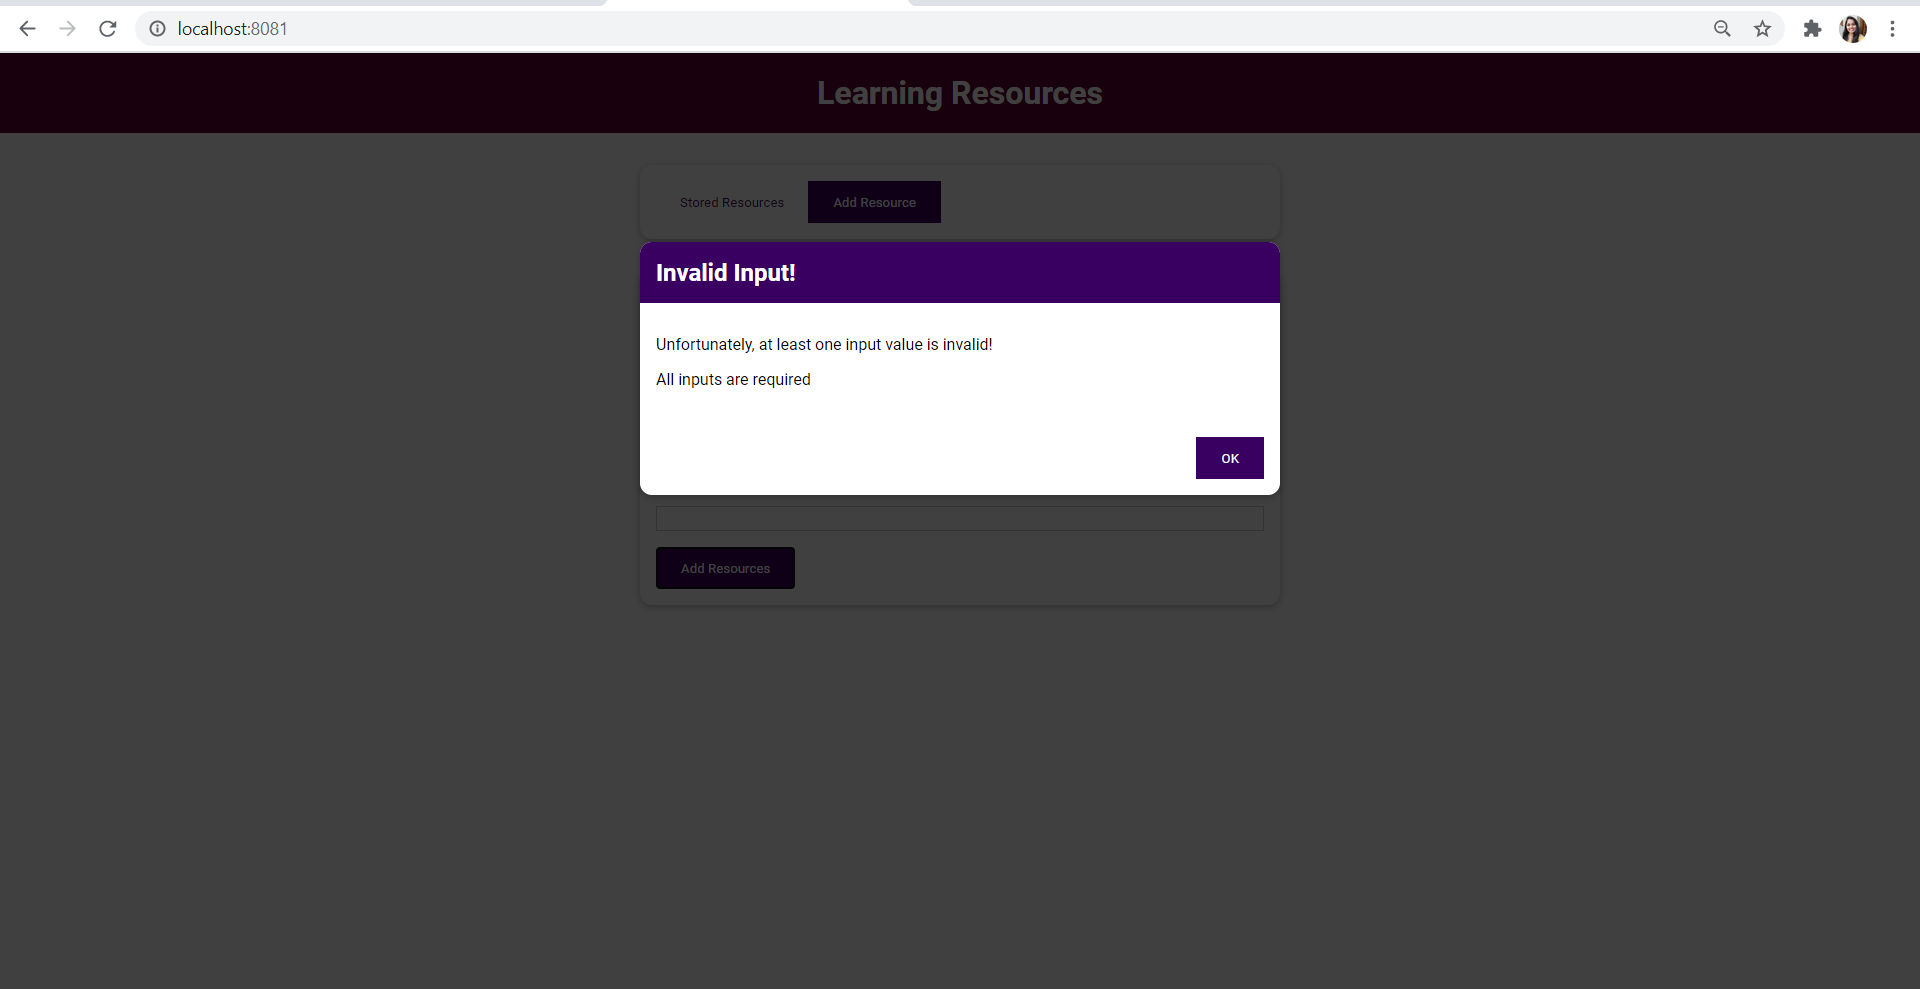 localhost:8081
Learning Resources
Stored Resources Add Resource
Invalid Input!
Unfortunately, at least one input value is invalid!
All inputs are required
OK
Add Resources